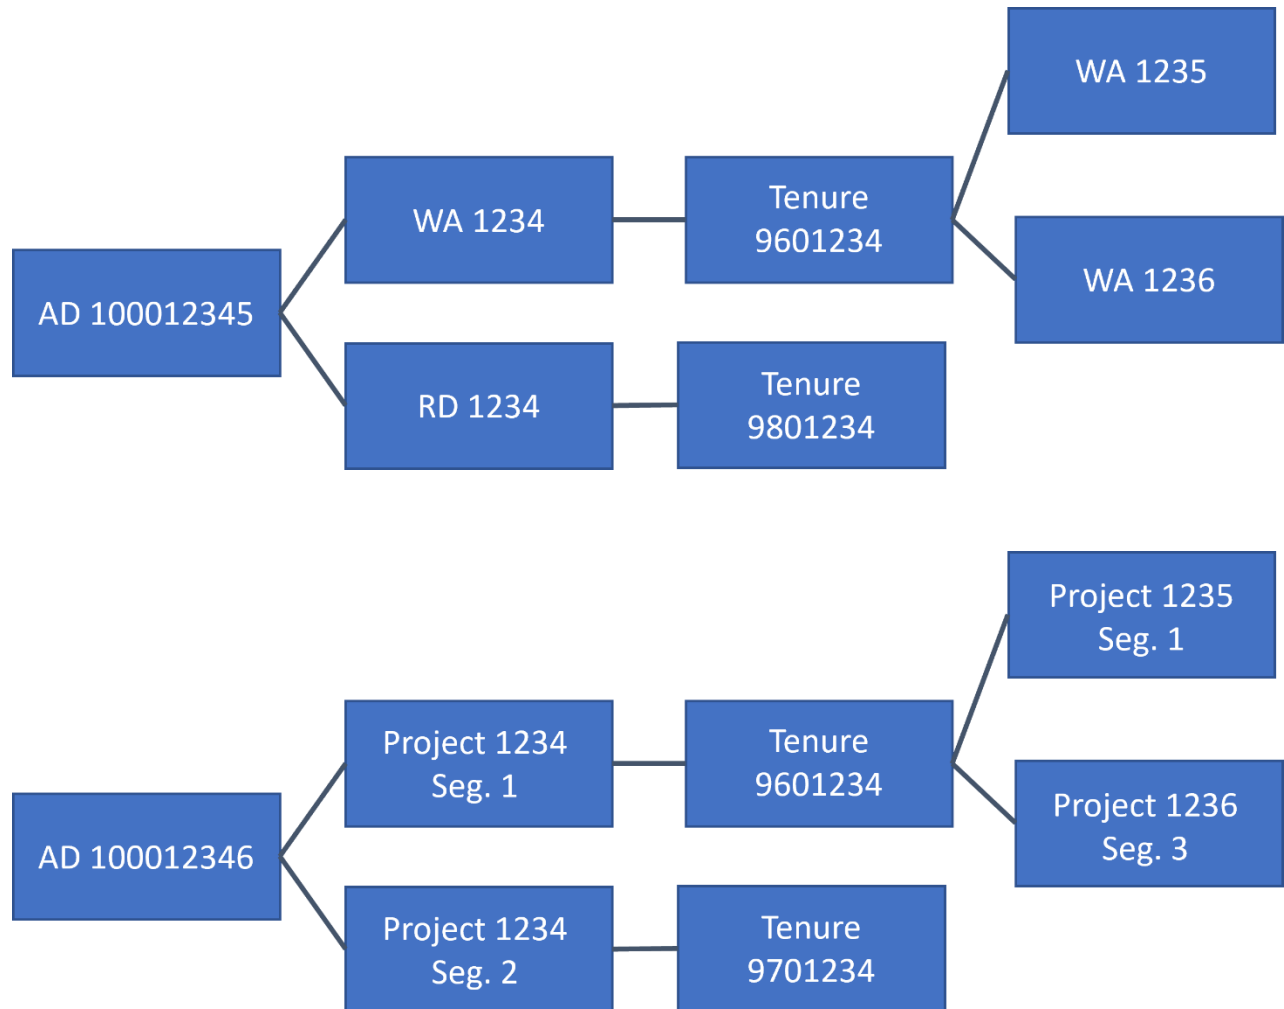 WA 1235
WA 1234
Tenure
9601234
WA 1236
AD 100012345
RD 1234
Tenure
9801234
Project 1235
Seg. 1
Project 1234
Seg. 1
Tenure
9601234
Project 1236
Seg. 3
AD 100012346
Project 1234
Seg. 2
Tenure
9701234